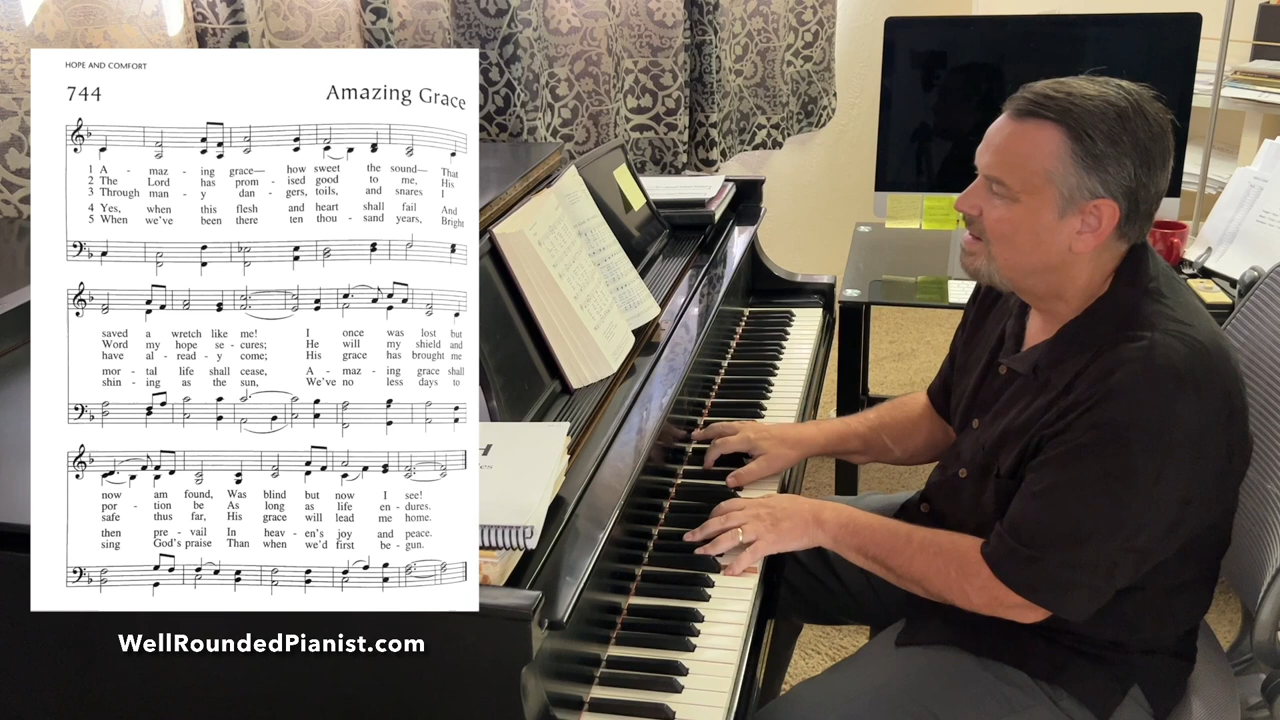 HOPE AND COMFORT
744
Amazing Grace
1 A - maz - ing grace— how sweet the sound— That
2 The Lord has prom - ised good to me, His
3 Through man - y dan - gers, toils, and snares I
4 Yes, when this flesh and heart shall fail And
5 When we've been there ten thou - sand years, Bright
saved a wretch like me! I once was lost but
Word my hope se - cures; He will my shield and
have al - read - y come; His grace has brought me
mor - tal life shall cease, A - maz - ing grace shall
shin - ing as the sun, We've no less days to
now am found, Was blind but now I see!
por - tion be As long as life en - dures.
safe thus far, His grace will lead me home.
then pre - vail In heav - en's joy and peace.
sing God's praise Than when we'd first be - gun.
WellRoundedPianist.com